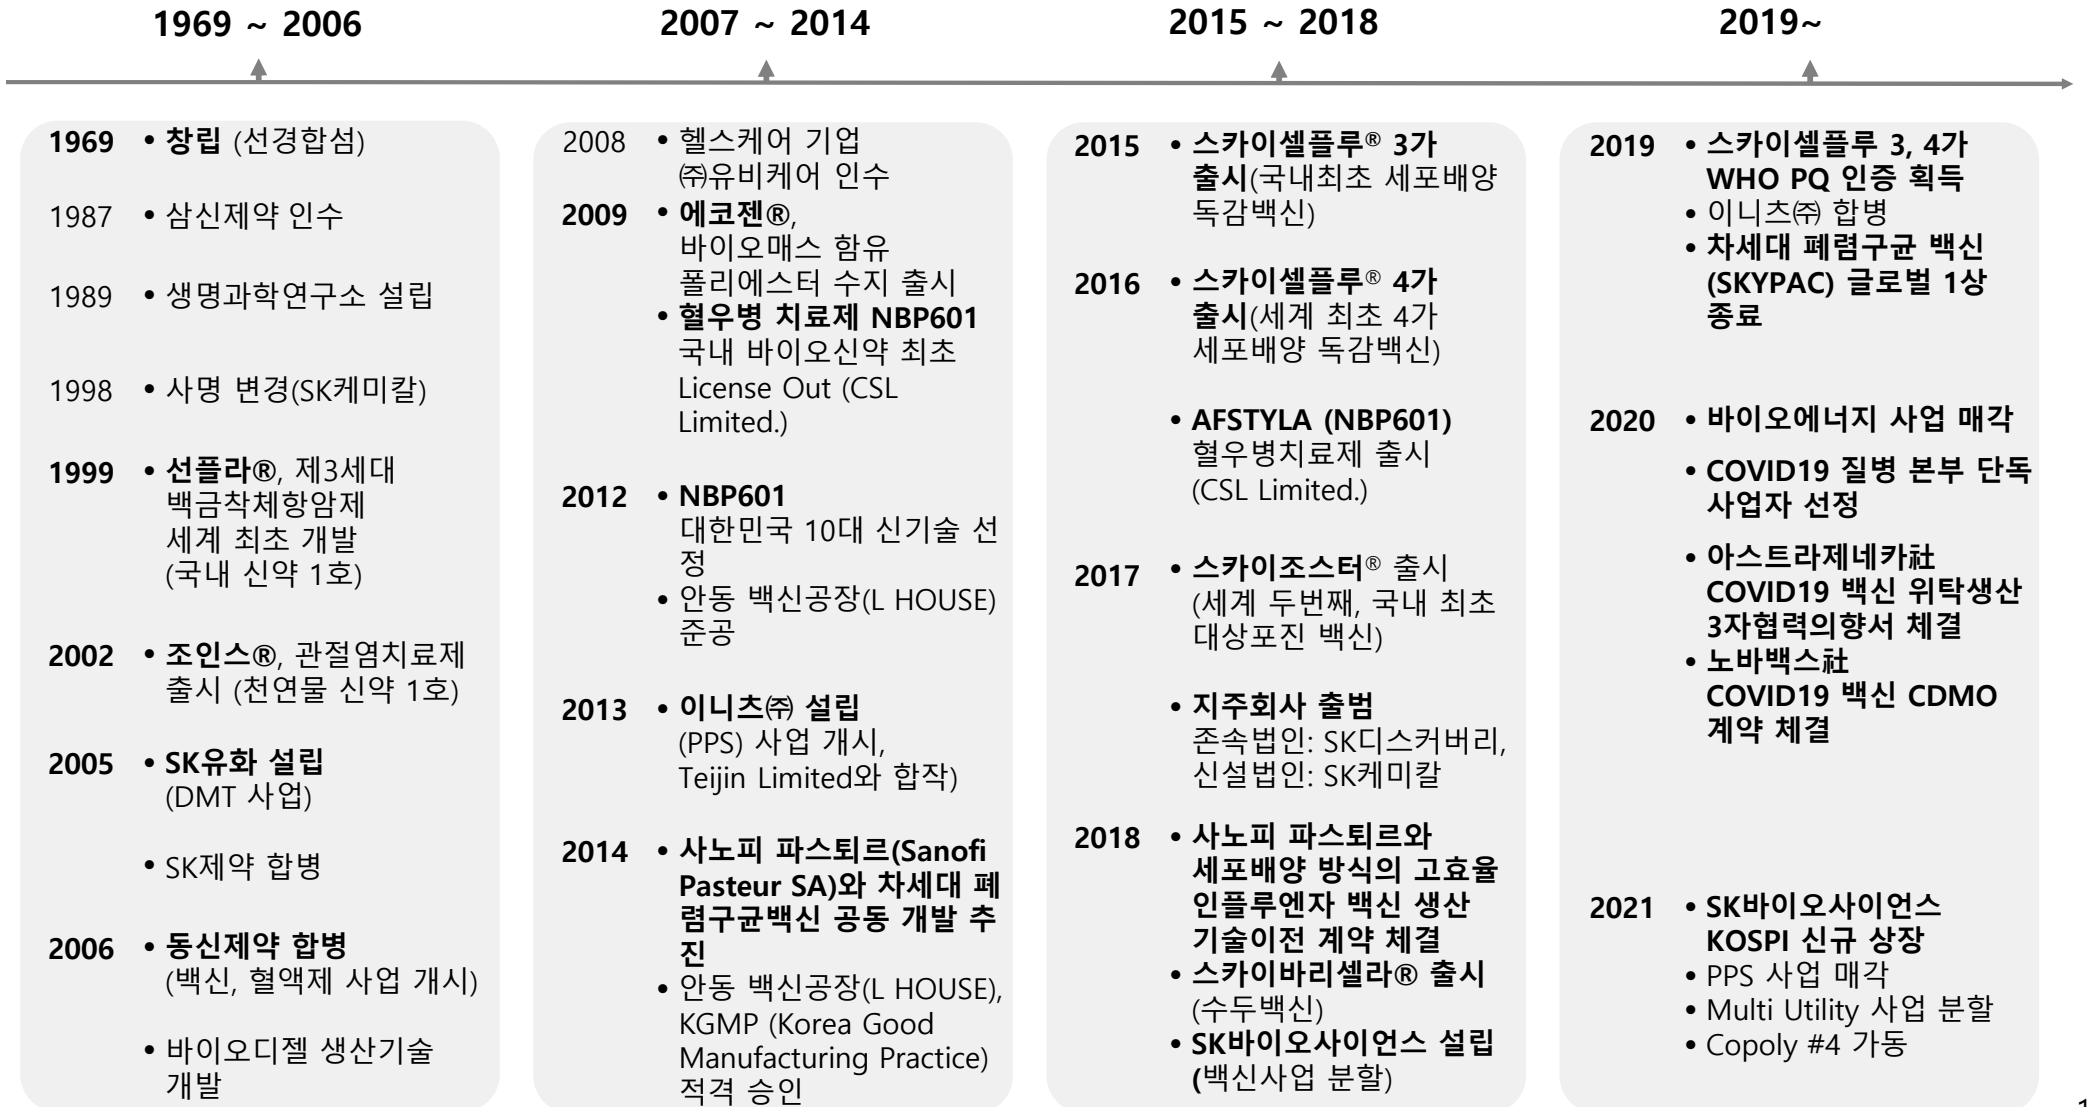 1969 ~ 2006
2007 ~ 2014
2015 ~ 2018
2019~
1969 • 창립 (선경합섬)
1987 • 삼신제약 인수
1989 • 생명과학연구소 설립
1998 • 사명 변경(SK케미칼)
1999 • 선플라®, 제3세대
백금착체항암제
세계 최초 개발
(국내 신약 1호)
2002 • 조인스®, 관절염치료제
출시 (천연물 신약 1호)
2005 • SK유화 설립
(DMT 사업)
• SK제약 합병
2006 • 동신제약 합병
(백신, 혈액제 사업 개시)
• 바이오디젤 생산기술
개발
2008 • 헬스케어 기업
㈜유비케어 인수
2009 • 에코젠®,
바이오매스 함유
폴리에스터 수지 출시
• 혈우병 치료제 NBP601
국내 바이오신약 최초
License Out (CSL
Limited.)
2012 • NBP601
대한민국 10대 신기술 선
정
• 안동 백신공장(L HOUSE)
준공
2013 • 이니츠㈜ 설립
(PPS) 사업 개시,
Teijin Limited와 합작)
2014 • 사노피 파스퇴르(Sanofi
Pasteur SA)와 차세대 폐
렴구균백신 공동 개발 추
진
• 안동 백신공장(L HOUSE),
KGMP (Korea Good
Manufacturing Practice)
적격 승인
2015 • 스카이셀플루® 3가
출시(국내최초 세포배양
독감백신)
2016 • 스카이셀플루® 4가
출시(세계 최초 4가
세포배양 독감백신)
• AFSTYLA (NBP601)
혈우병치료제 출시
(CSL Limited.)
2017 • 스카이조스터® 출시
(세계 두번째, 국내 최초
대상포진 백신)
• 지주회사 출범
존속법인: SK디스커버리,
신설법인: SK케미칼
2018 • 사노피 파스퇴르와
세포배양 방식의 고효율
인플루엔자 백신 생산
기술이전 계약 체결
• 스카이바리셀라® 출시
(수두백신)
• SK바이오사이언스 설립
(백신사업 분할)
2019 • 스카이셀플루 3, 4가
WHO PQ 인증 획득
• 이니츠㈜ 합병
• 차세대 폐렴구균 백신
(SKYPAC) 글로벌 1상
종료
2020 • 바이오에너지 사업 매각
• COVID19 질병 본부 단독
사업자 선정
• 아스트라제네카社
COVID19 백신 위탁생산
3자협력의향서 체결
• 노바백스社
COVID19 백신 CDMO
계약 체결
2021 • SK바이오사이언스
KOSPI 신규 상장
• PPS 사업 매각
• Multi Utility 사업 분할
• Copoly #4 가동